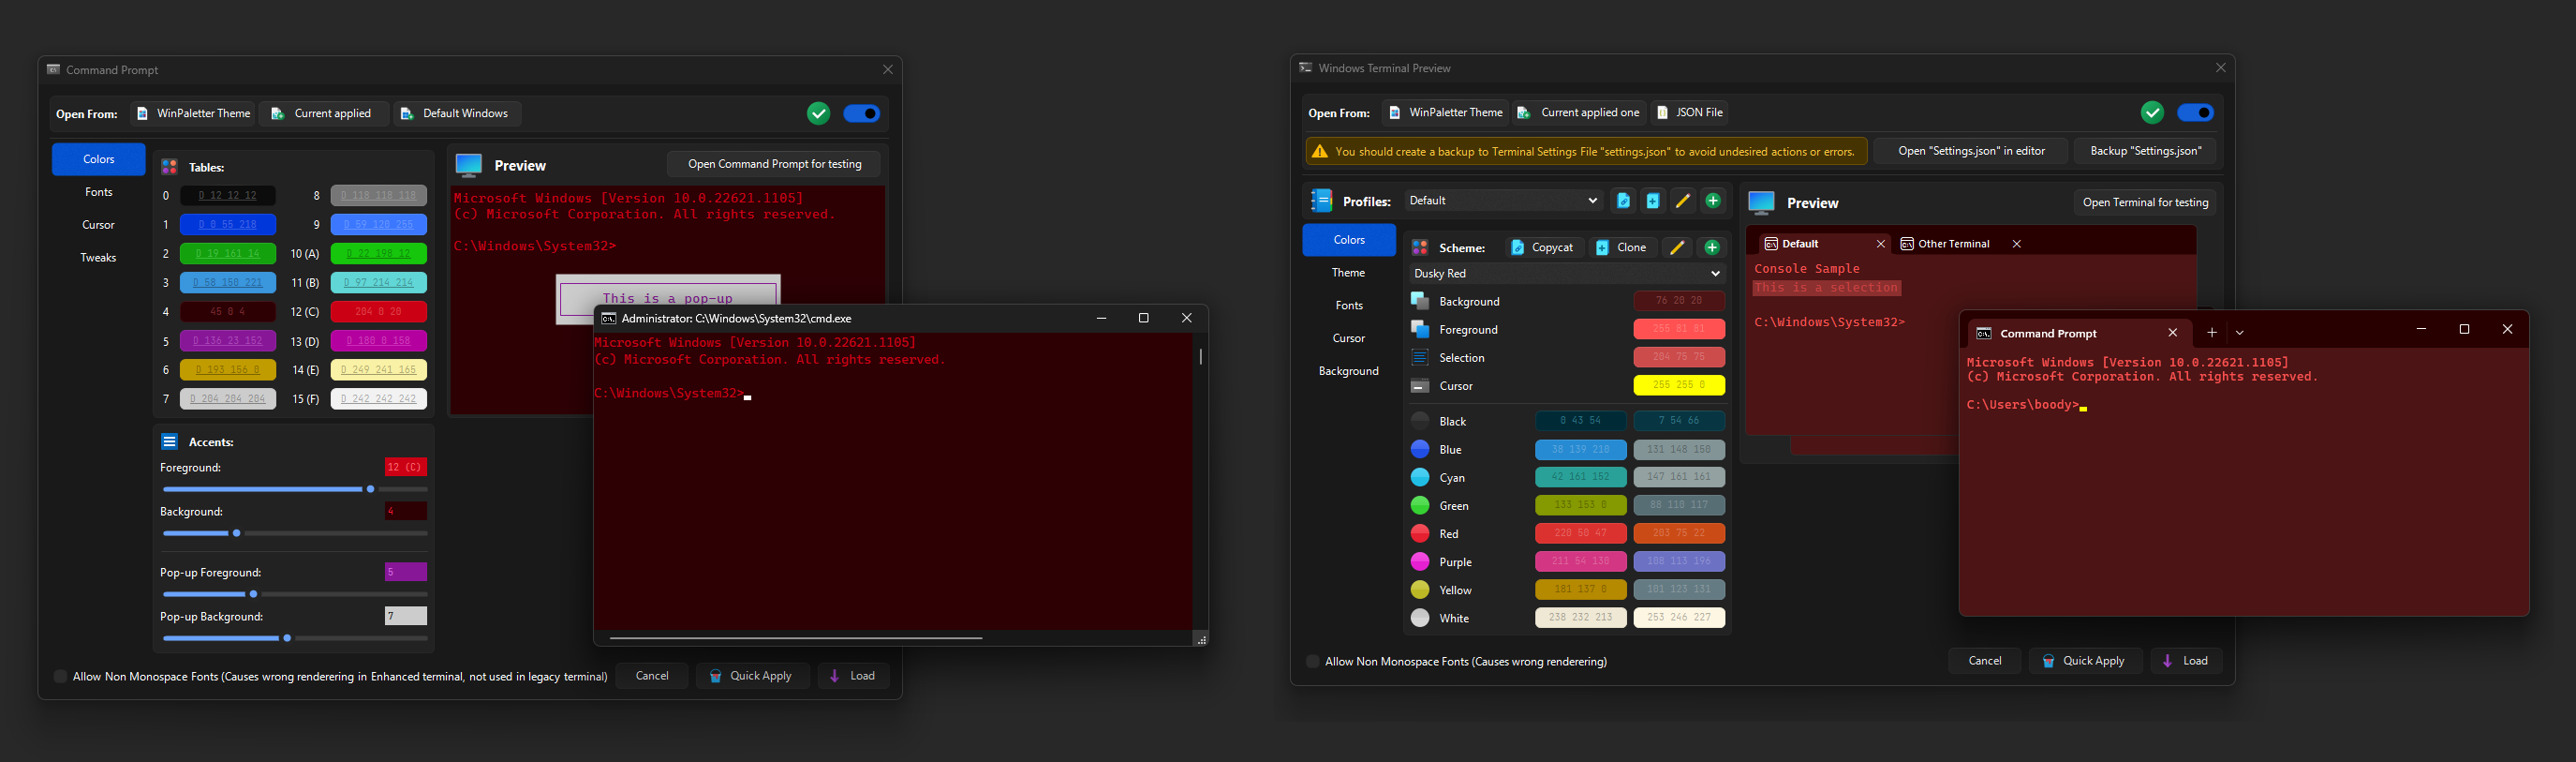 Command Prompt
Open From: WinPaletter Theme Current applied Default Windows
Colors
Fonts
Cursor
Tweaks
Tables:
0 D 12 12 12 8 D 118 118 118
1 D 0 55 218 9 D 59 120 255
2 D 19 161 14 10 (A) D 22 198 12
3 D 58 150 221 11 (B) D 97 214 214
4 45 0 4 12 (C) 204 0 20
5 D 136 23 152 13 (D) D 180 0 158
6 D 193 156 0 14 (E) D 249 241 165
7 D 204 204 204 15 (F) D 242 242 242
Accents:
Foreground: 12 (C)
Background: 4
Pop-up Foreground: 5
Pop-up Background: 7
Preview Open Command Prompt for testing
Microsoft Windows [Version 10.0.22621.1105]
(c) Microsoft Corporation. All rights reserved.
C:\Windows\System32>
This is a pop-up
Administrator: C:\Windows\System32\cmd.exe
Microsoft Windows [Version 10.0.22621.1105]
(c) Microsoft Corporation. All rights reserved.
C:\Windows\System32>
Allow Non Monospace Fonts (Causes wrong renderering in Enhanced terminal, not used in legacy terminal) Cancel Quick Apply Load
Windows Terminal Preview
Open From: WinPaletter Theme Current applied one JSON File
You should create a backup to Terminal Settings File "settings.json" to avoid undesired actions or errors. Open "Settings.json" in editor Backup "Settings.json"
Profiles: Default
Colors
Theme
Fonts
Cursor
Background
Scheme: Copycat Clone
Dusky Red
Background 76 20 20
Foreground 255 81 81
Selection 204 75 75
Cursor 255 255 0
Black 0 43 54 7 54 66
Blue 38 139 210 131 148 150
Cyan 42 161 152 147 161 161
Green 133 153 0 88 110 117
Red 220 50 47 203 75 22
Purple 211 54 130 108 113 196
Yellow 181 137 0 101 123 131
White 238 232 213 253 246 227
Preview Open Terminal for testing
Default Other Terminal
Console Sample
This is a selection
C:\Windows\System32>
Command Prompt
Microsoft Windows [Version 10.0.22621.1105]
(c) Microsoft Corporation. All rights reserved.
C:\Users\boody>
Allow Non Monospace Fonts (Causes wrong renderering) Cancel Quick Apply Load